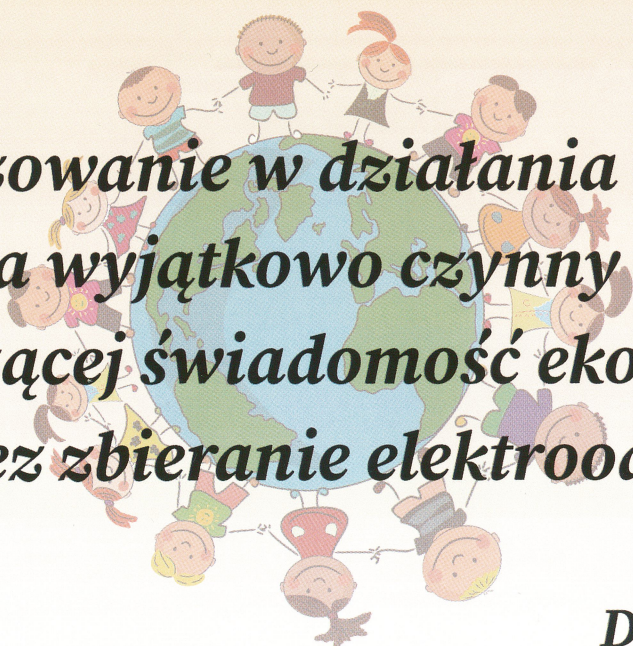 zowanie w działania
a wyjątkowo czynny
ącej świadomość eko
ez zbieranie elektrood
D